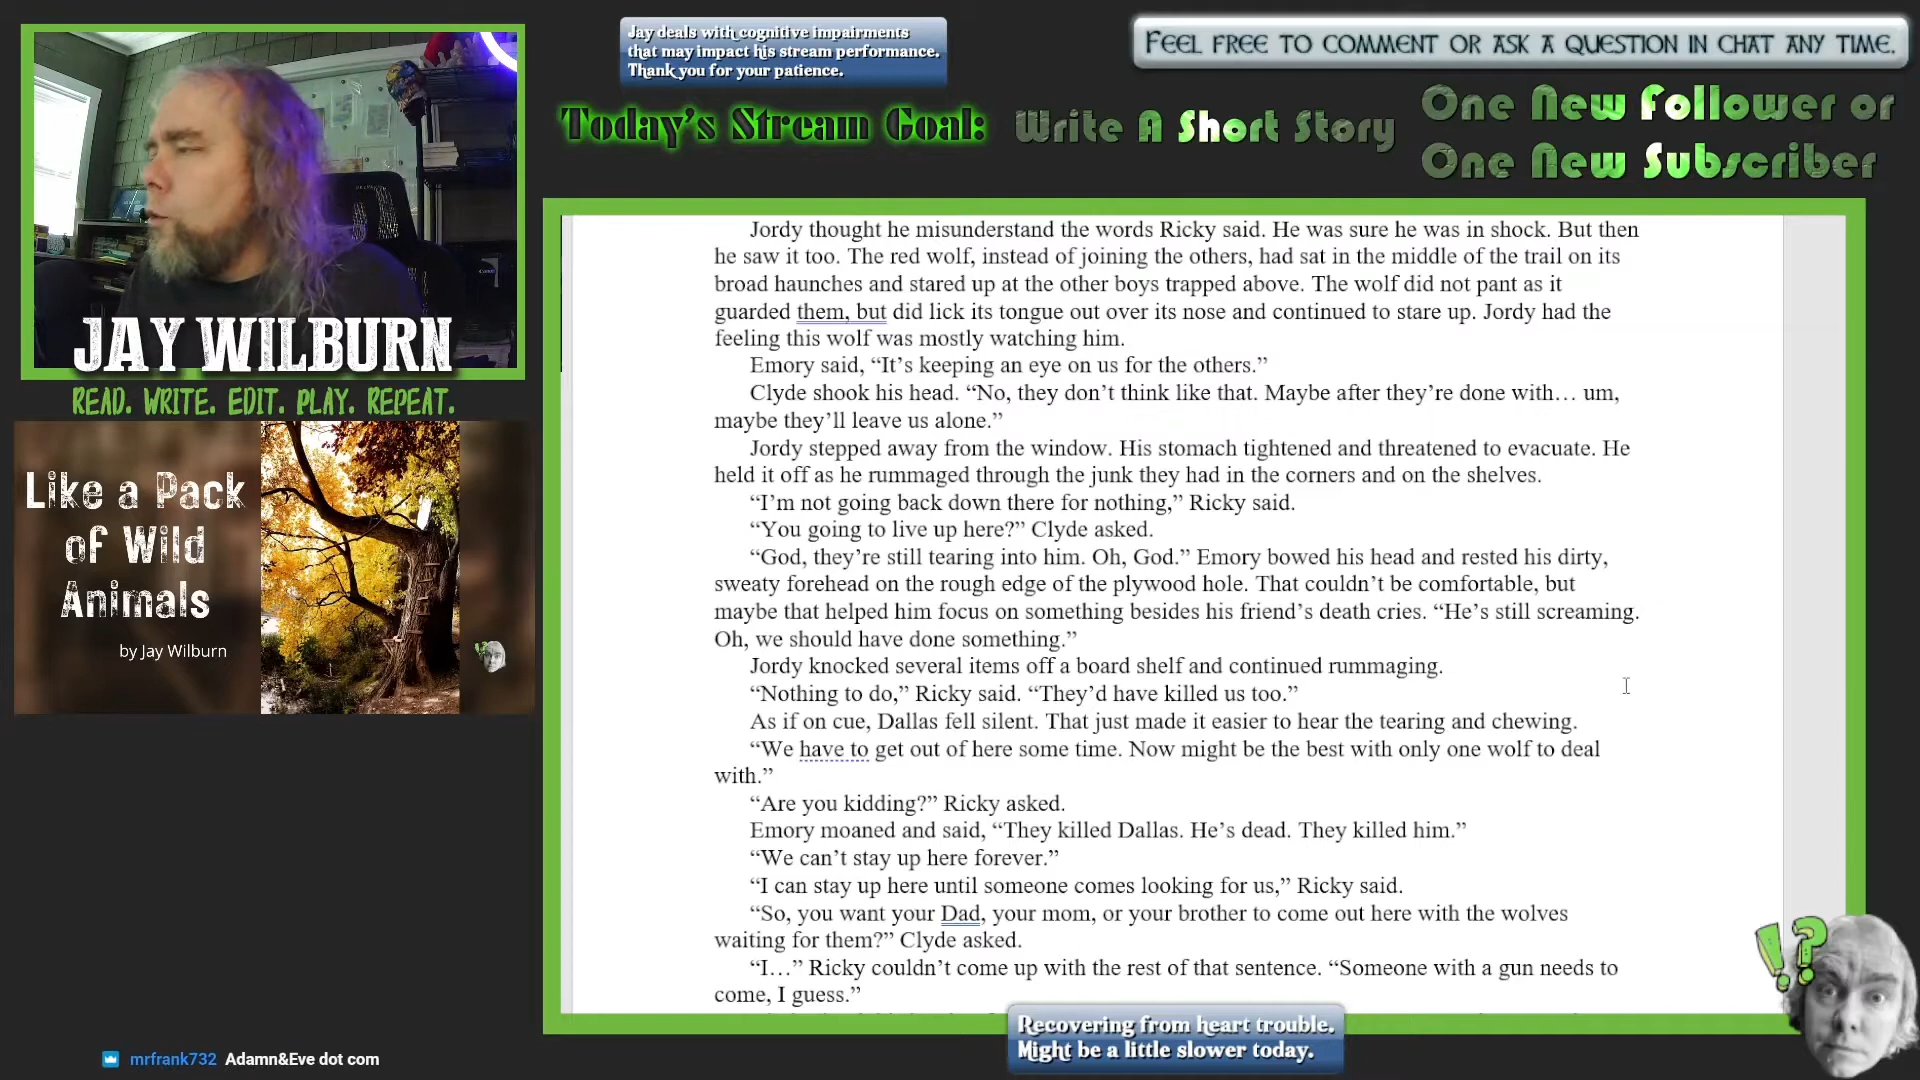 Jay deals with cognitive impairments
that may impact his stream performance.
Thank you for your patience.
FEEL FREE TO COMMENT OR ASK A QUESTION IN CHAT ANY TIME.
Today's Stream Goal:
Write A Short Story
One New Follower or
One New Subscriber
JAY WILBURN
READ. WRITE. EDIT. PLAY. REPEAT.
Like a Pack
of Wild
Animals
by Jay Wilburn
Jordy thought he misunderstand the words Ricky said. He was sure he was in shock. But then
he saw it too. The red wolf, instead of joining the others, had sat in the middle of the trail on its
broad haunches and stared up at the other boys trapped above. The wolf did not pant as it
guarded them, but did lick its tongue out over its nose and continued to stare up. Jordy had the
feeling this wolf was mostly watching him.
Emory said, “It’s keeping an eye on us for the others.”
Clyde shook his head. “No, they don’t think like that. Maybe after they’re done with… um,
maybe they’ll leave us alone.”
Jordy stepped away from the window. His stomach tightened and threatened to evacuate. He
held it off as he rummaged through the junk they had in the corners and on the shelves.
“I’m not going back down there for nothing,” Ricky said.
“You going to live up here?” Clyde asked.
“God, they’re still tearing into him. Oh, God.” Emory bowed his head and rested his dirty,
sweaty forehead on the rough edge of the plywood hole. That couldn’t be comfortable, but
maybe that helped him focus on something besides his friend’s death cries. “He’s still screaming.
Oh, we should have done something.”
Jordy knocked several items off a board shelf and continued rummaging.
“Nothing to do,” Ricky said. “They’d have killed us too.”
As if on cue, Dallas fell silent. That just made it easier to hear the tearing and chewing.
“We have to get out of here some time. Now might be the best with only one wolf to deal
with.”
“Are you kidding?” Ricky asked.
Emory moaned and said, “They killed Dallas. He’s dead. They killed him.”
“We can’t stay up here forever.”
“I can stay up here until someone comes looking for us,” Ricky said.
“So, you want your Dad, your mom, or your brother to come out here with the wolves
waiting for them?” Clyde asked.
“I…” Ricky couldn’t come up with the rest of that sentence. “Someone with a gun needs to
come, I guess.”
!?
Recovering from heart trouble.
Might be a little slower today.
mrfrank732 Adamn&Eve dot com